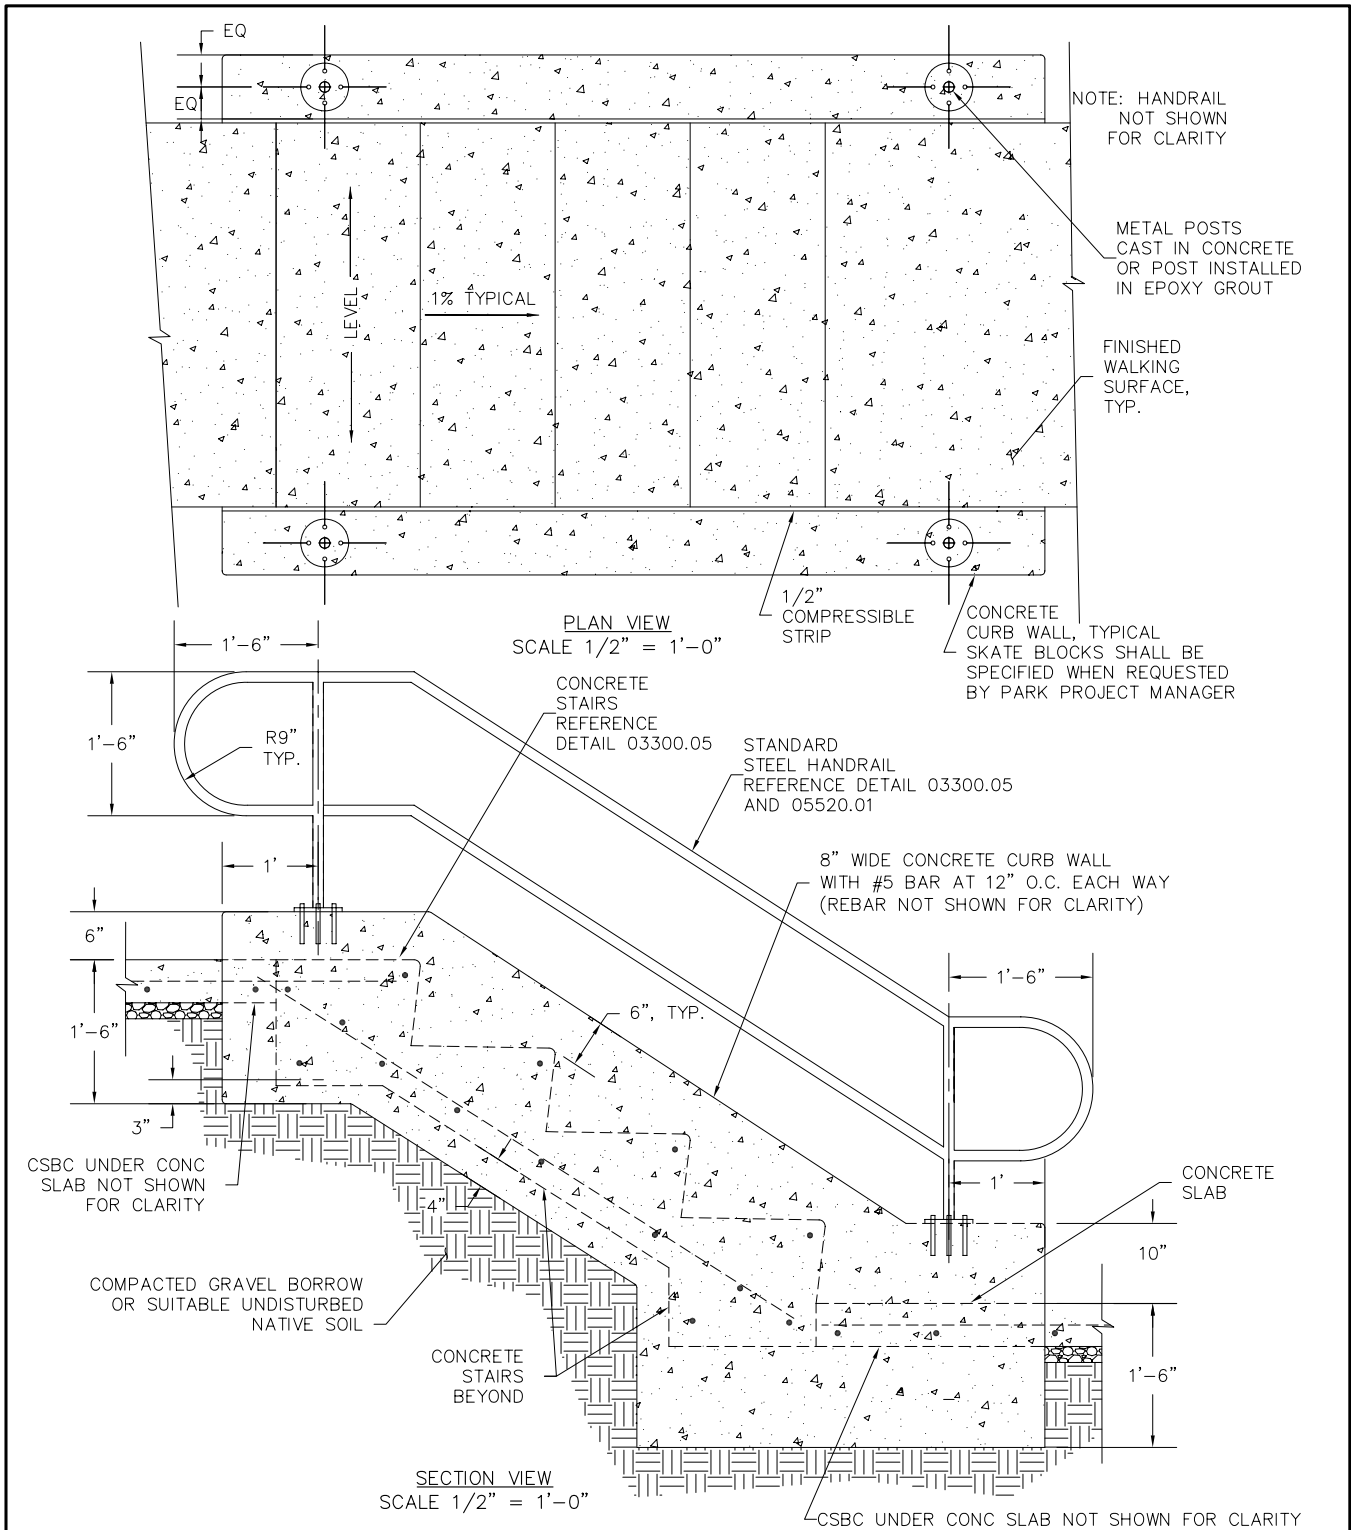 EQ
EQ
NOTE: HANDRAIL
NOT SHOWN
FOR CLARITY
METAL POSTS
CAST IN CONCRETE
OR POST INSTALLED
IN EPOXY GROUT
LEVEL
1% TYPICAL
FINISHED
WALKING
SURFACE,
TYP.
1/2"
COMPRESSIBLE
STRIP
CONCRETE
CURB WALL, TYPICAL
SKATE BLOCKS SHALL BE
SPECIFIED WHEN REQUESTED
BY PARK PROJECT MANAGER
PLAN VIEW
SCALE 1/2" = 1'-0"
1'-6"
CONCRETE
STAIRS
REFERENCE
DETAIL 03300.05
1'-6"
R9"
TYP.
STANDARD
STEEL HANDRAIL
REFERENCE DETAIL 03300.05
AND 05520.01
1'
8" WIDE CONCRETE CURB WALL
WITH #5 BAR AT 12" O.C. EACH WAY
(REBAR NOT SHOWN FOR CLARITY)
6"
1'-6"
1'-6"
6", TYP.
3"
CSBC UNDER CONC
SLAB NOT SHOWN
FOR CLARITY
4"
1'
CONCRETE
SLAB
10"
COMPACTED GRAVEL BORROW
OR SUITABLE UNDISTURBED
NATIVE SOIL
CONCRETE
STAIRS
BEYOND
1'-6"
SECTION VIEW
SCALE 1/2" = 1'-0"
CSBC UNDER CONC SLAB NOT SHOWN FOR CLARITY